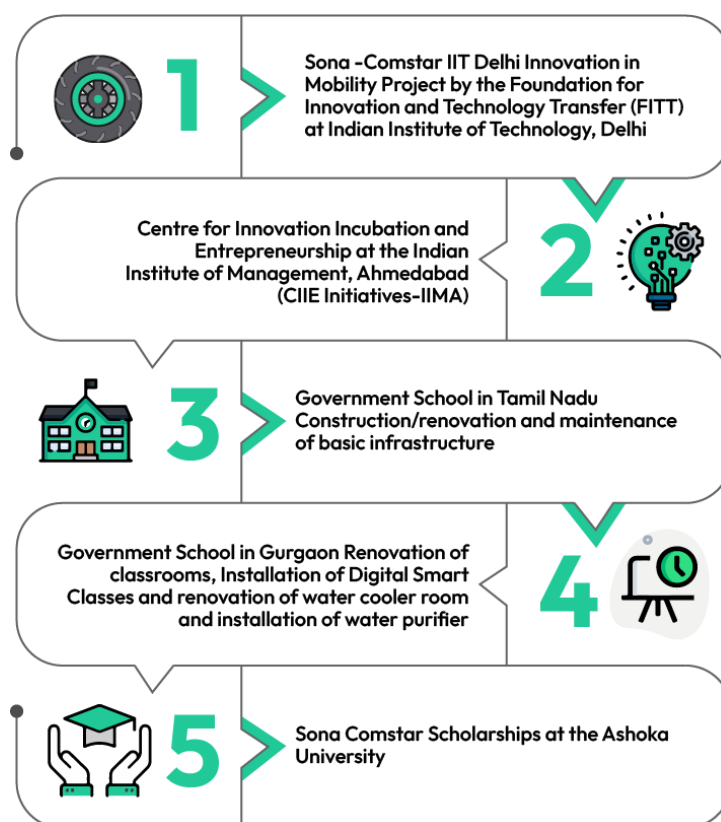 1
Sona -Comstar IIT Delhi Innovation in
Mobility Project by the Foundation for
Innovation and Technology Transfer (FITT)
at Indian Institute of Technology, Delhi
Centre for Innovation Incubation and
Entrepreneurship at the Indian
Institute of Management, Ahmedabad
(CIIE Initiatives-IIMA)
2
3
Government School in Tamil Nadu
Construction/renovation and maintenance
of basic infrastructure
Government School in Gurgaon Renovation of
classrooms, Installation of Digital Smart
Classes and renovation of water cooler room
and installation of water purifier
4
5
Sona Comstar Scholarships at the Ashoka
University